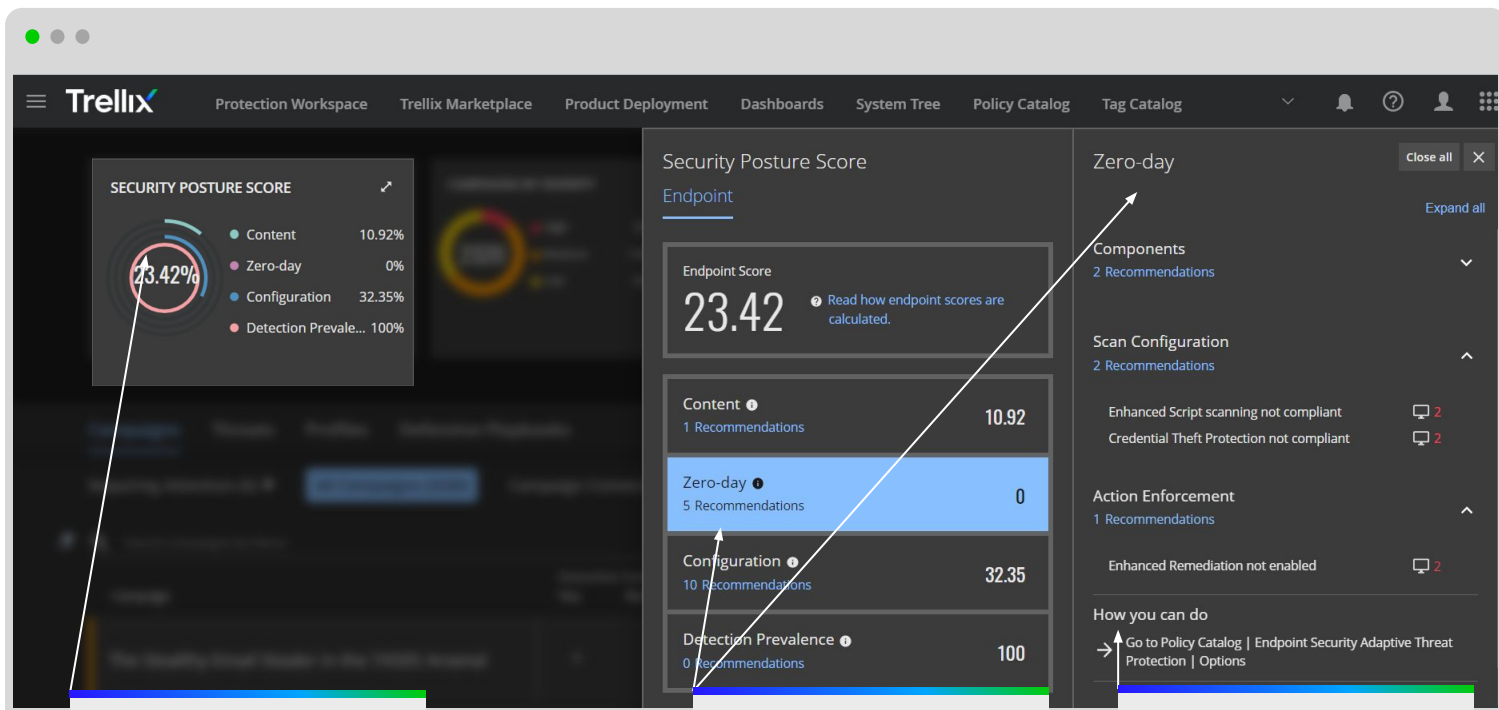 Trellix
Protection Workspace
Trellix Marketplace
Product Deployment
Dashboards
System Tree
Policy Catalog
Tag Catalog
SECURITY POSTURE SCORE
23.42%
Content 10.92%
Zero-day 0%
Configuration 32.35%
Detection Prevale... 100%
Security Posture Score
Endpoint
Endpoint Score
23.42
Read how endpoint scores are
calculated.
Content
1 Recommendations
10.92
Zero-day
5 Recommendations
0
Configuration
10 Recommendations
32.35
Detection Prevalence
0 Recommendations
100
Zero-day
Close all
Expand all
Components
2 Recommendations
Scan Configuration
2 Recommendations
Enhanced Script scanning not compliant 2
Credential Theft Protection not compliant 2
Action Enforcement
1 Recommendations
Enhanced Remediation not enabled 2
How you can do
Go to Policy Catalog | Endpoint Security Adaptive Threat
Protection | Options